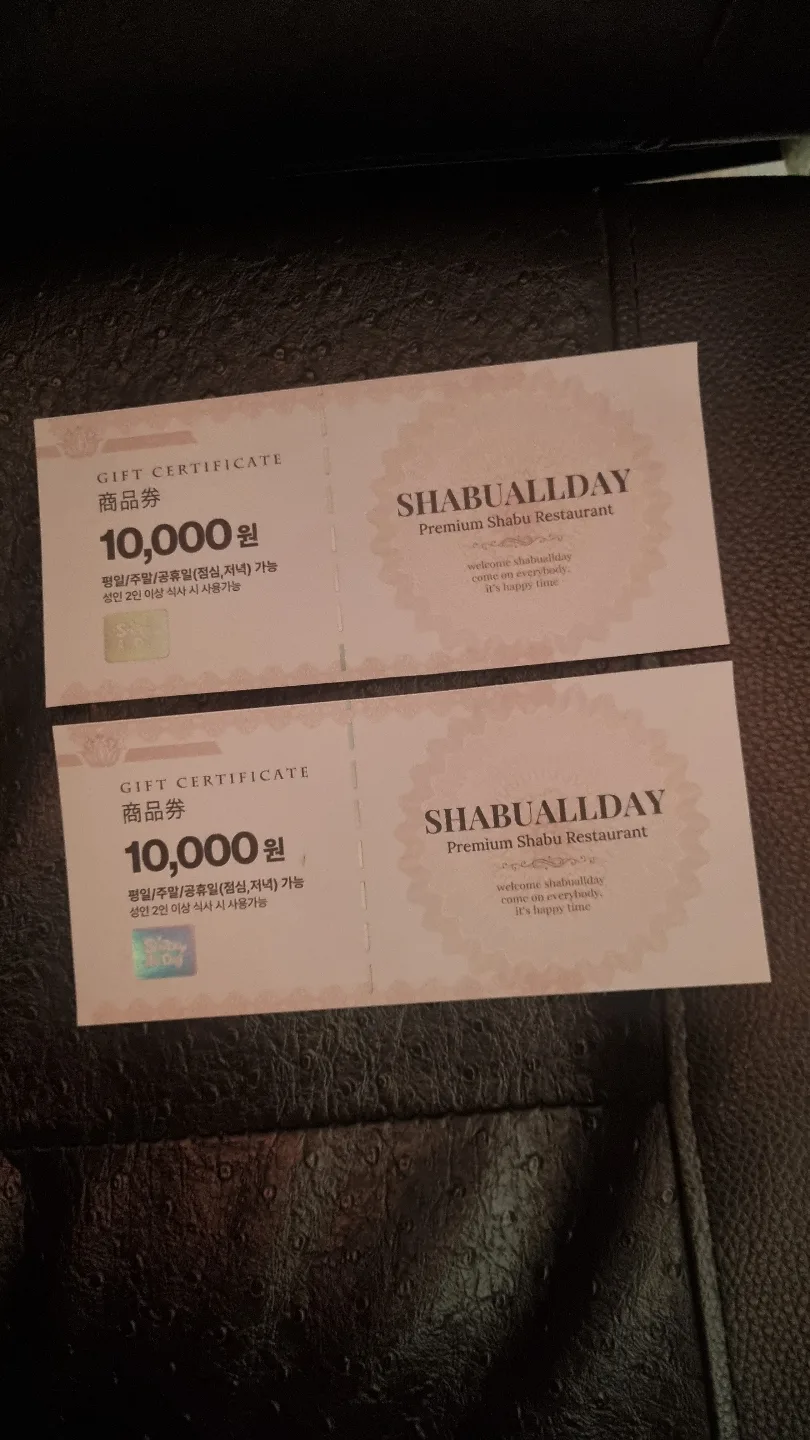 GIFT CERTIFICATE
商品券
10,000원
평일/주말/공휴일(점심,저녁) 가능
성인 2인 이상 식사 시 사용가능
SHABUALLDAY
Premium Shabu Restaurant
welcome shabuallday
come on everybody,
it's happy time
GIFT CERTIFICATE
商品券
10,000원
평일/주말/공휴일(점심,저녁) 가능
성인 2인 이상 식사 시 사용가능
SHABUALLDAY
Premium Shabu Restaurant
welcome shabuallday
come on everybody,
it's happy time